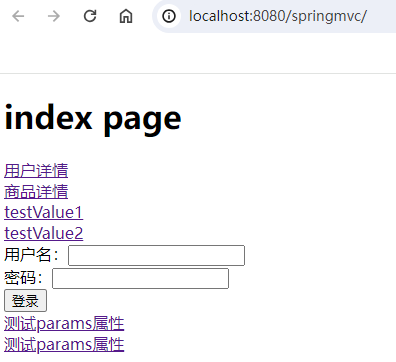 localhost:8080/springmvc/
index page
用户详情
商品详情
testValue1
testValue2
用户名：
密码：
登录
测试params属性
测试params属性